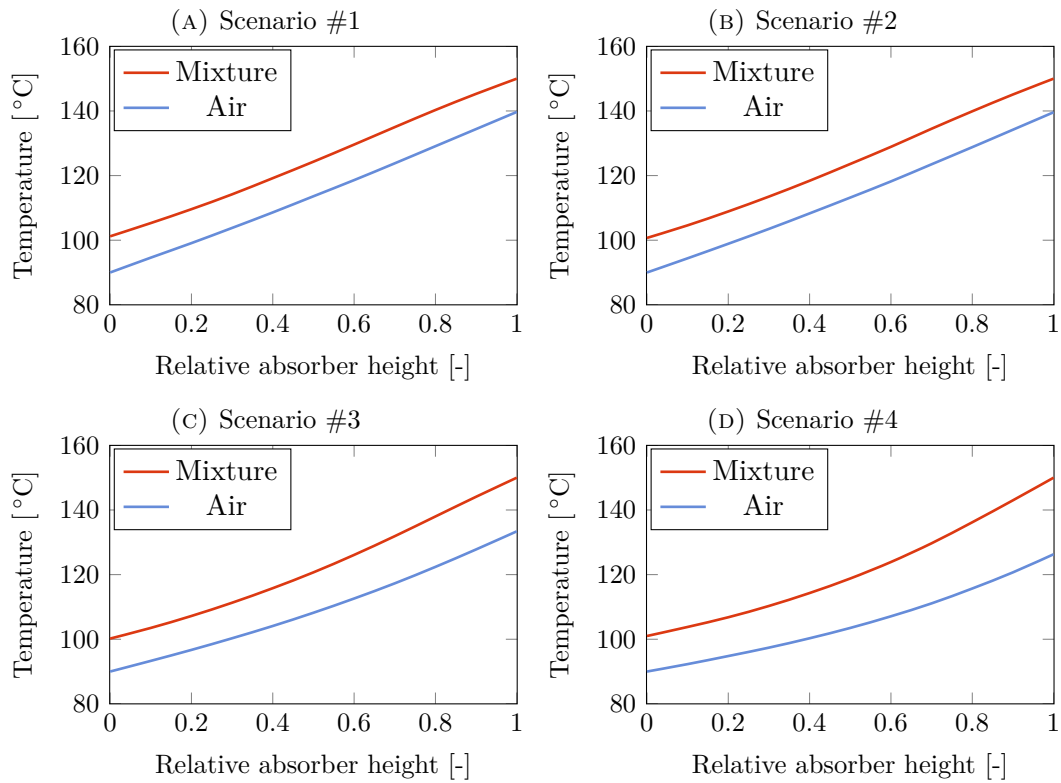 (A) Scenario #1
Temperature [°C]
160
140
120
100
80
Mixture
Air
0 0.2 0.4 0.6 0.8 1
Relative absorber height [-]
(B) Scenario #2
Temperature [°C]
160
140
120
100
80
Mixture
Air
0 0.2 0.4 0.6 0.8 1
Relative absorber height [-]
(C) Scenario #3
Temperature [°C]
160
140
120
100
80
Mixture
Air
0 0.2 0.4 0.6 0.8 1
Relative absorber height [-]
(D) Scenario #4
Temperature [°C]
160
140
120
100
80
Mixture
Air
0 0.2 0.4 0.6 0.8 1
Relative absorber height [-]